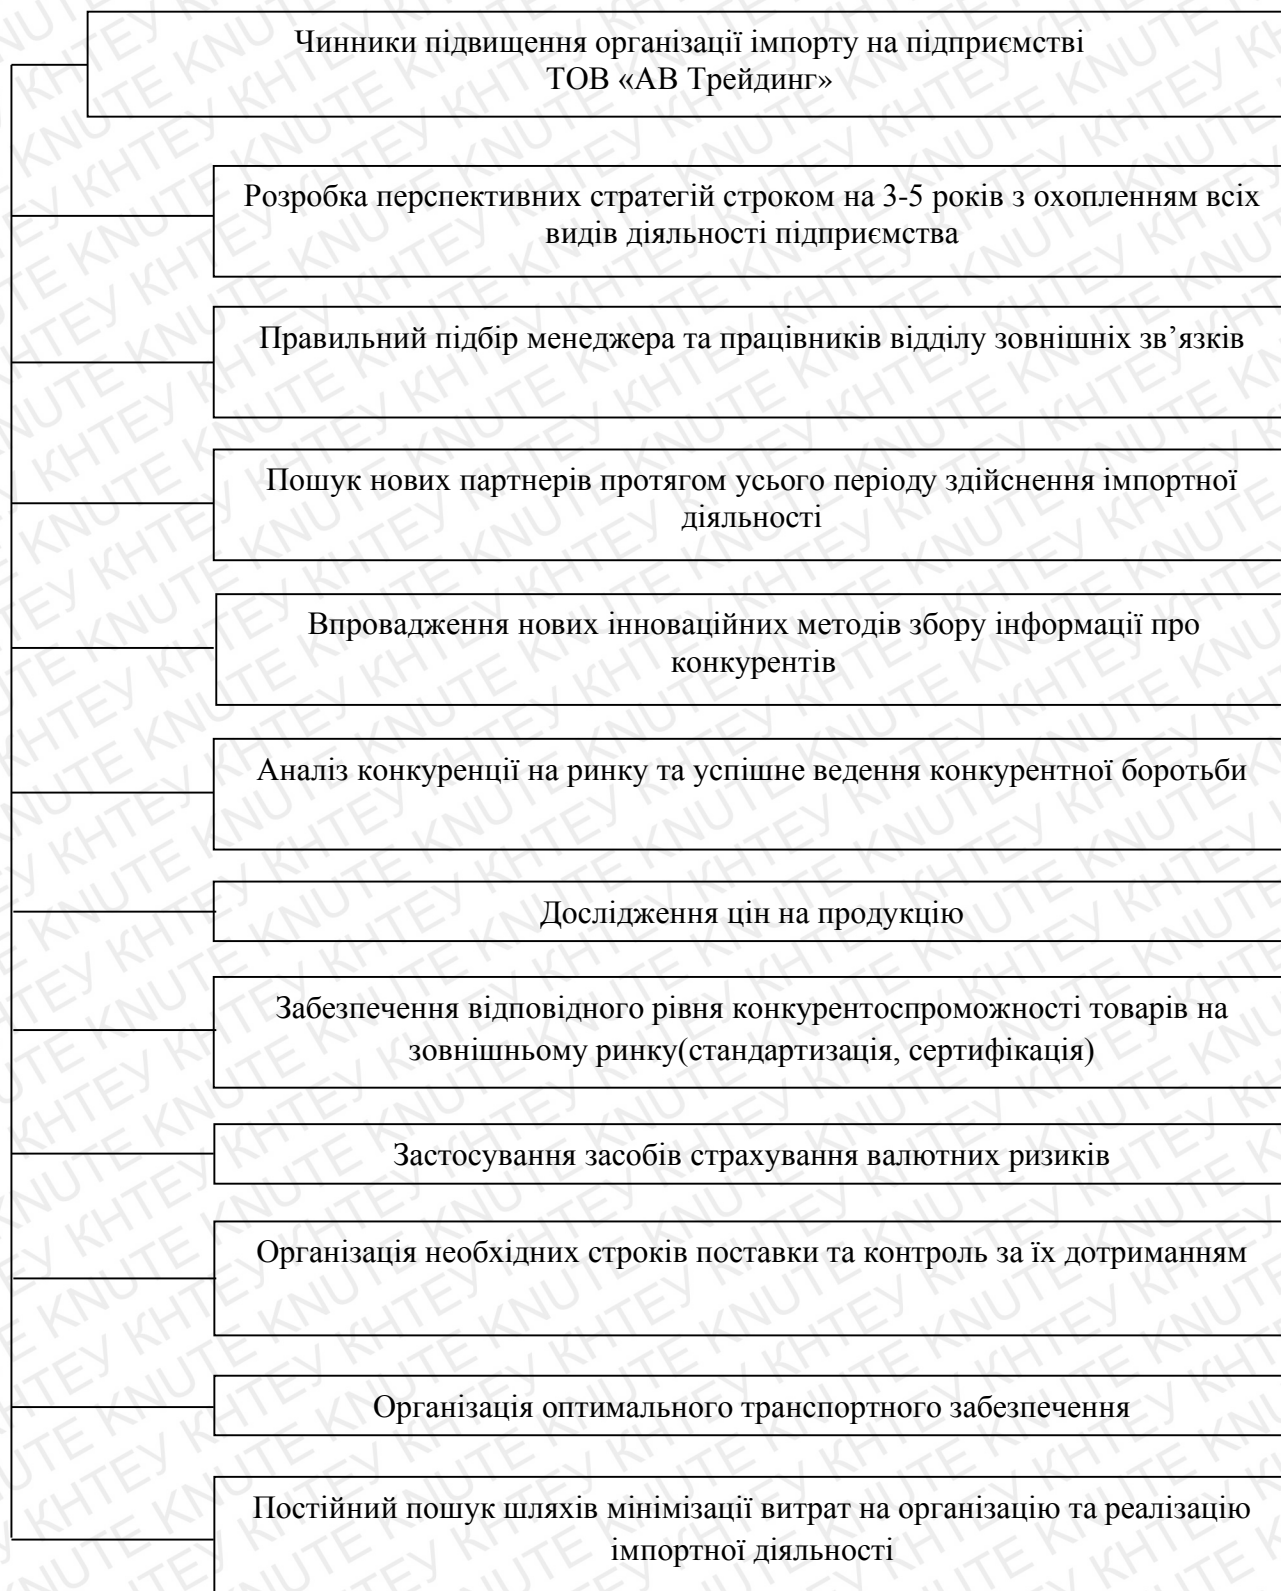 Чинники підвищення організації імпорту на підприємстві
ТОВ «АВ Трейдинг»
Розробка перспективних стратегій строком на 3-5 років з охопленням всіх
видів діяльності підприємства
Правильний підбір менеджера та працівників відділу зовнішніх зв’язків
Пошук нових партнерів протягом усього періоду здійснення імпортної
діяльності
Впровадження нових інноваційних методів збору інформації про
конкурентів
Аналіз конкуренції на ринку та успішне ведення конкурентної боротьби
Дослідження цін на продукцію
Забезпечення відповідного рівня конкурентоспроможності товарів на
зовнішньому ринку(стандартизація, сертифікація)
Застосування засобів страхування валютних ризиків
Організація необхідних строків поставки та контроль за їх дотриманням
Організація оптимального транспортного забезпечення
Постійний пошук шляхів мінімізації витрат на організацію та реалізацію
імпортної діяльності